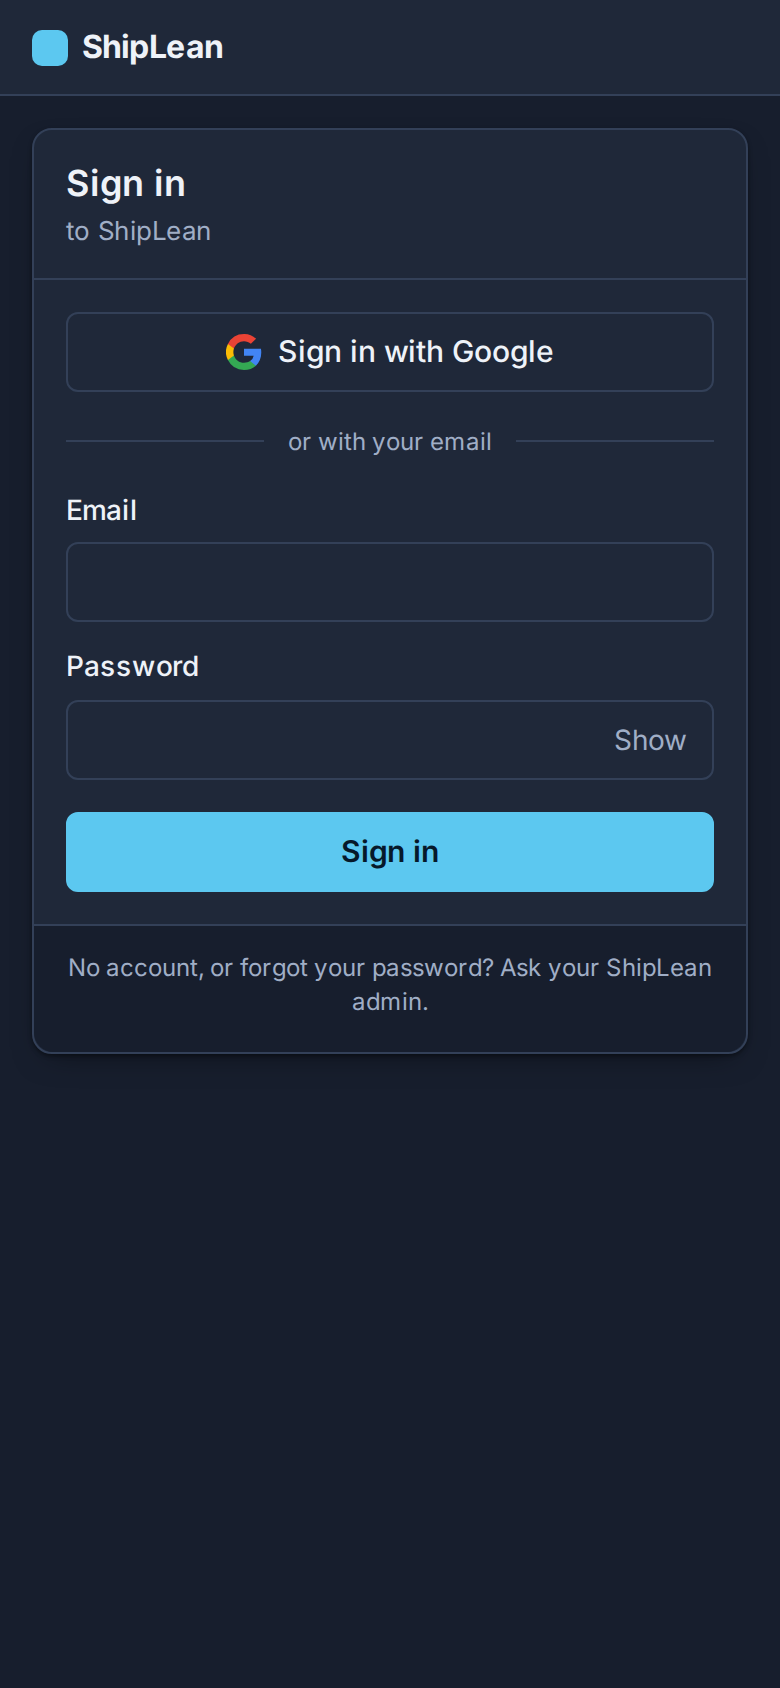 ShipLean
Sign in
to ShipLean
Sign in with Google
or with your email
Email
Password
Show
Sign in
No account, or forgot your password? Ask your ShipLean
admin.